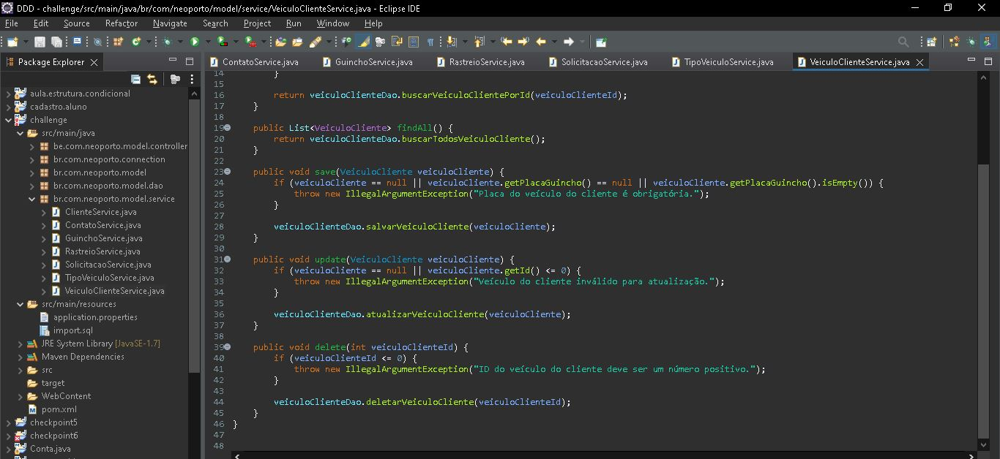 DDD - challenge/src/main/java/br/com/neoporto/model/service/VeiculoClienteService.java - Eclipse IDE
File Edit Source Refactor Navigate Search Project Run Window Help
Package Explorer
aula.estrutura.condicional
cadastro.aluno
challenge
src/main/java
be.com.neoporto.model.controller
br.com.neoporto.connection
br.com.neoporto.model
br.com.neoporto.model.dao
br.com.neoporto.model.service
ClienteService.java
ContatoService.java
GuinchoService.java
RastreioService.java
SolicitacaoService.java
TipoVeiculoService.java
VeiculoClienteService.java
src/main/resources
application.properties
import.sql
JRE System Library [JavaSE-1.7]
Maven Dependencies
src
target
WebContent
pom.xml
checkpoint5
checkpoint6
Conta.java
ContatoService.java GuinchoService.java RastreioService.java SolicitacaoService.java TipoVeiculoService.java VeiculoClienteService.java
14 }
15
16 return veiculoClienteDao.buscarVeiculoClientePorId(veiculoClienteId);
17 }
18
19 public List<VeiculoCliente> findAll() {
20 return veiculoClienteDao.buscarTodosVeiculoCliente();
21 }
22
23 public void save(VeiculoCliente veiculoCliente) {
24 if (veiculoCliente == null || veiculoCliente.getPlacaGuincho() == null || veiculoCliente.getPlacaGuincho().isEmpty()) {
25 throw new IllegalArgumentException("Placa do veículo do cliente é obrigatória.");
26 }
27
28 veiculoClienteDao.salvarVeiculoCliente(veiculoCliente);
29 }
30
31 public void update(VeiculoCliente veiculoCliente) {
32 if (veiculoCliente == null || veiculoCliente.getId() <= 0) {
33 throw new IllegalArgumentException("Veículo do cliente inválido para atualização.");
34 }
35
36 veiculoClienteDao.atualizarVeiculoCliente(veiculoCliente);
37 }
38
39 public void delete(int veiculoClienteId) {
40 if (veiculoClienteId <= 0) {
41 throw new IllegalArgumentException("ID do veículo do cliente deve ser um número positivo.");
42 }
43
44 veiculoClienteDao.deletarVeiculoCliente(veiculoClienteId);
45 }
46 }
47
48